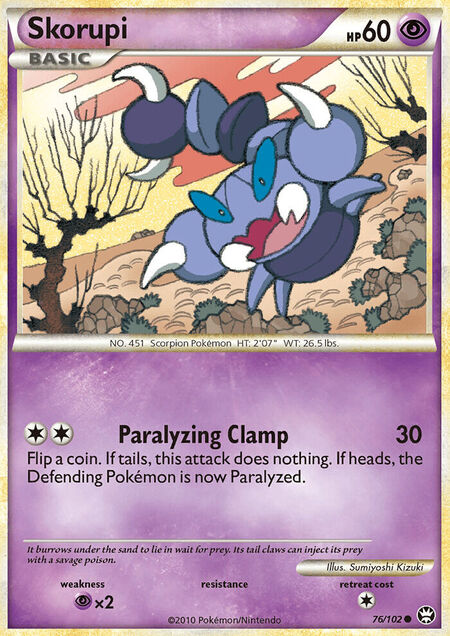 Skorupi HP 60
BASIC
NO. 451 Scorpion Pokémon HT: 2'07" WT: 26.5 lbs.
Paralyzing Clamp 30
Flip a coin. If tails, this attack does nothing. If heads, the
Defending Pokémon is now Paralyzed.
It burrows under the sand to lie in wait for prey. Its tail claws can inject its prey
with a savage poison.
Illus. Sumiyoshi Kizuki
weakness resistance retreat cost
×2
©2010 Pokémon/Nintendo 76/102